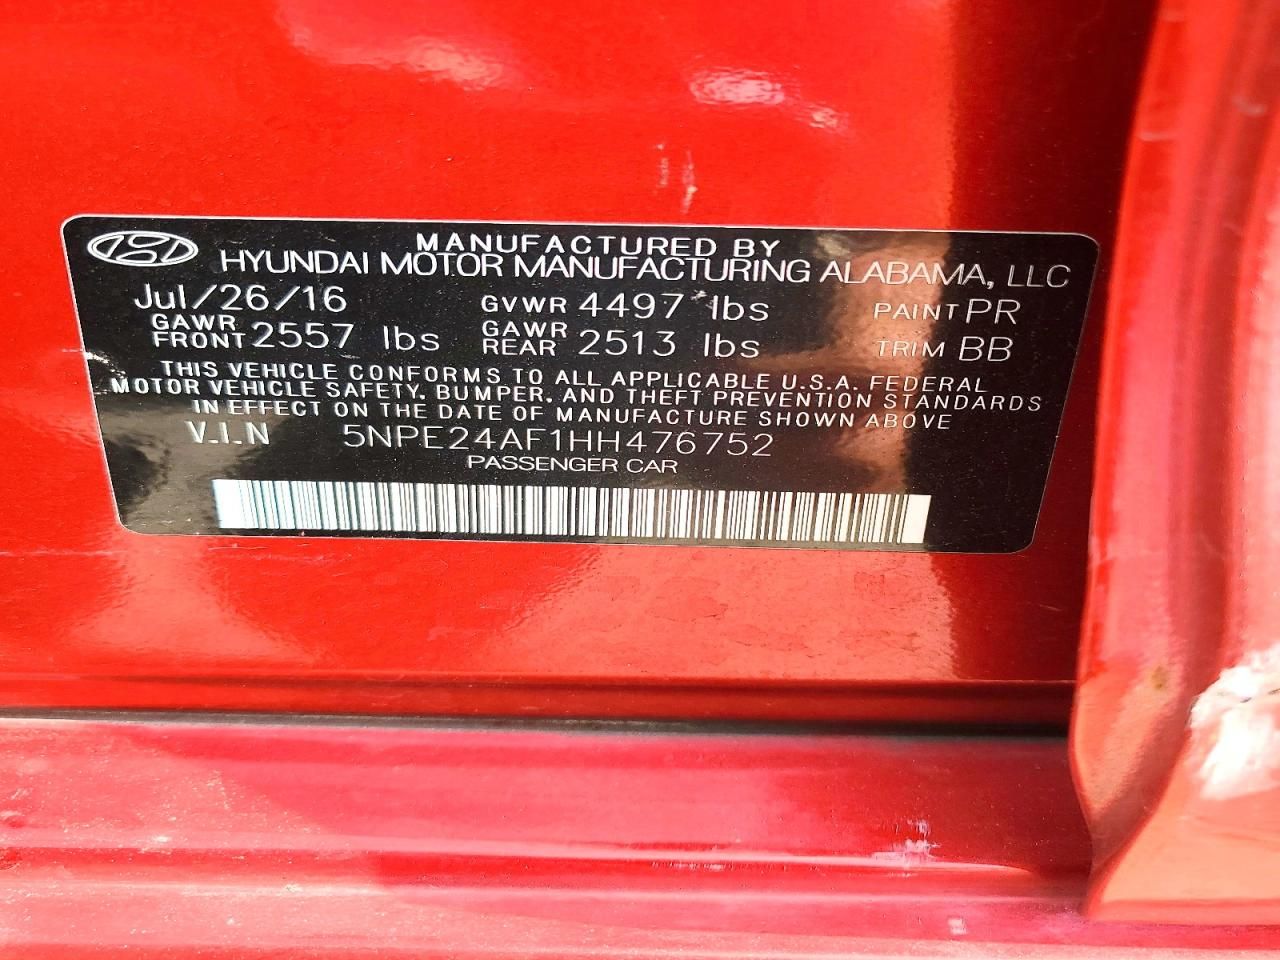 MANUFACTURED BY
HYUNDAI MOTOR MANUFACTURING ALABAMA, LLC
Jul/26/16 GVWR 4497 lbs PAINT PR
GAWR FRONT 2557 lbs GAWR REAR 2513 lbs TRIM BB
THIS VEHICLE CONFORMS TO ALL APPLICABLE U.S.A. FEDERAL
MOTOR VEHICLE SAFETY, BUMPER, AND THEFT PREVENTION STANDARDS
IN EFFECT ON THE DATE OF MANUFACTURE SHOWN ABOVE
V.I.N 5NPE24AF1HH476752
PASSENGER CAR